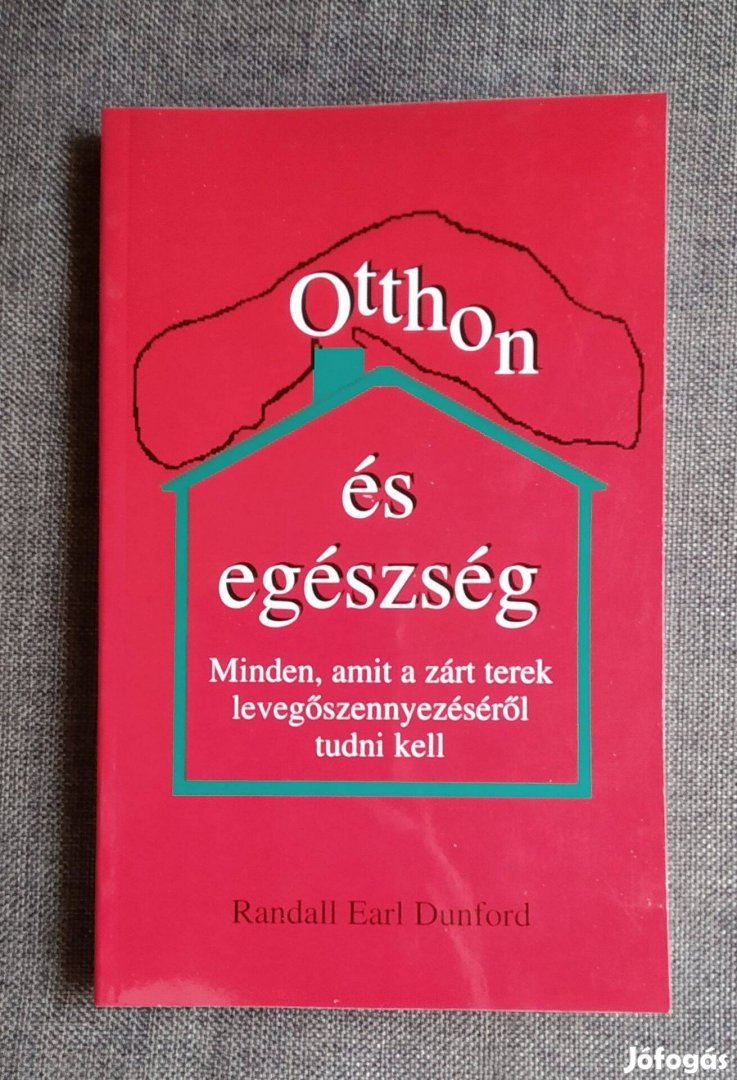 Otthon
és
egészség
Minden, amit a zárt terek
levegőszennyezéséről
tudni kell
Randall Earl Dunford
Jófogás